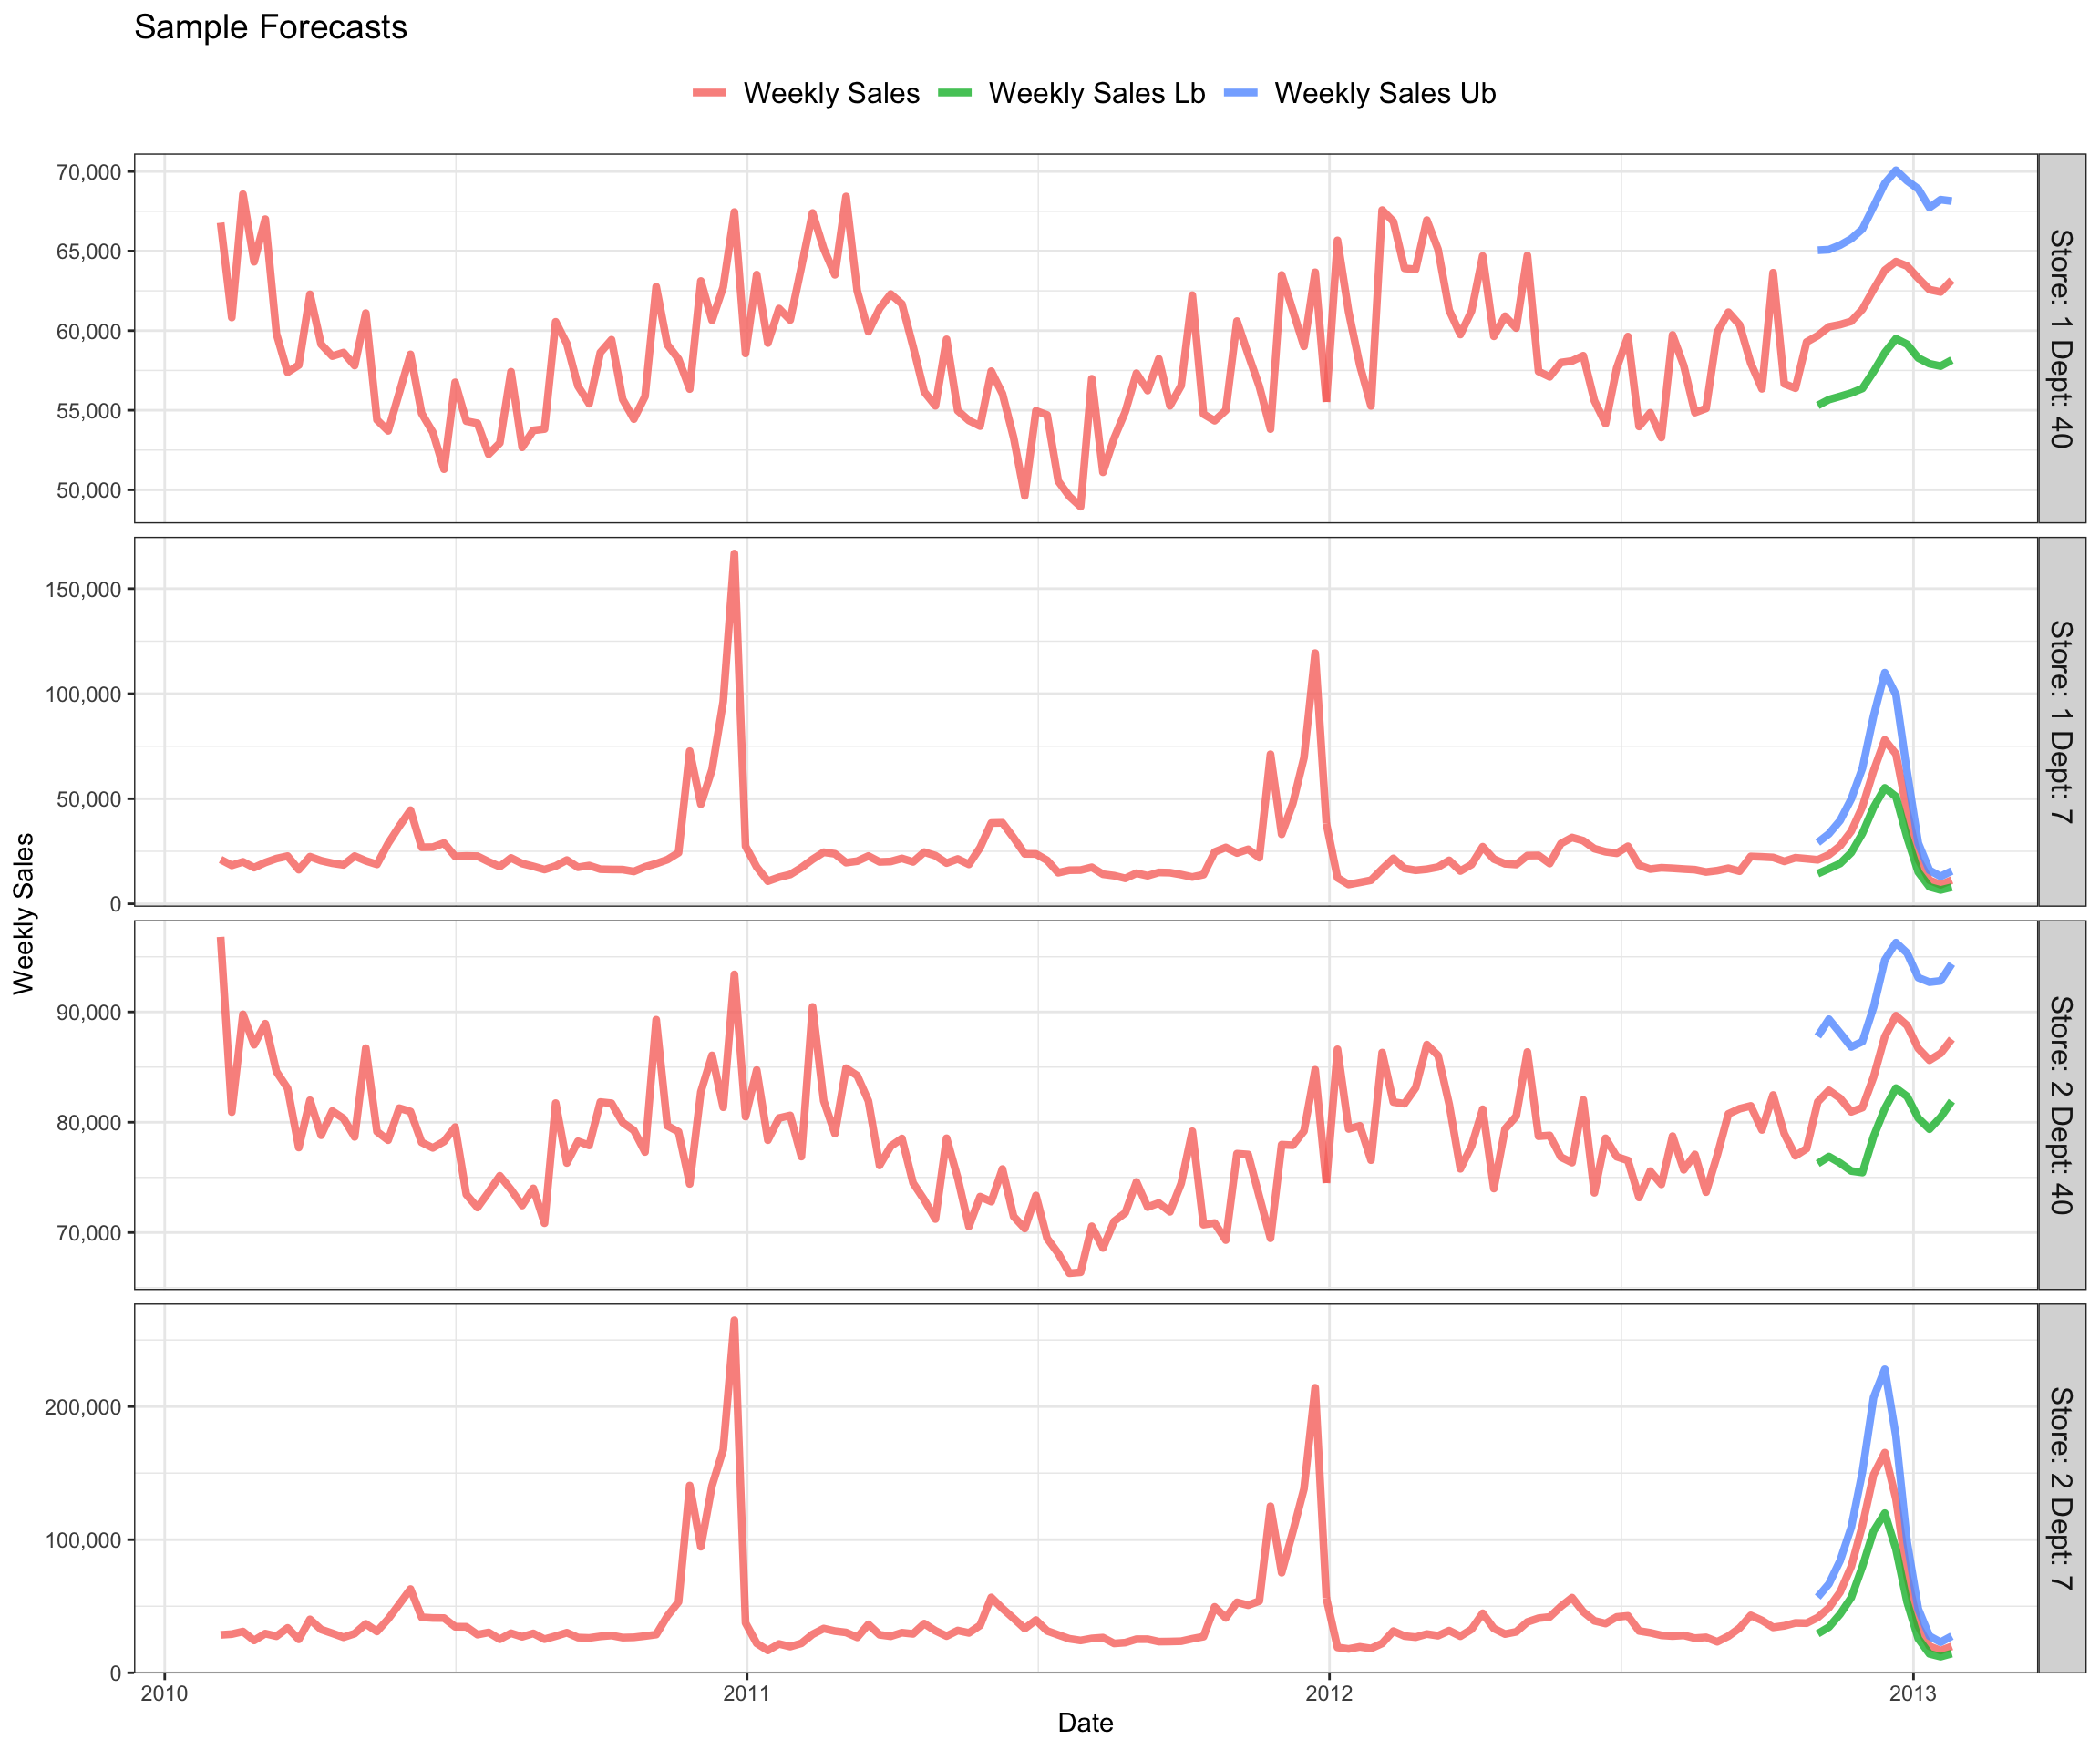 Sample Forecasts
Weekly Sales
Weekly Sales Lb
Weekly Sales Ub
Weekly Sales
70,000
65,000
60,000
55,000
50,000
Store: 1 Dept: 40
150,000
100,000
50,000
0
Store: 1 Dept: 7
90,000
80,000
70,000
Store: 2 Dept: 40
200,000
100,000
0
Store: 2 Dept: 7
2010
2011
2012
2013
Date